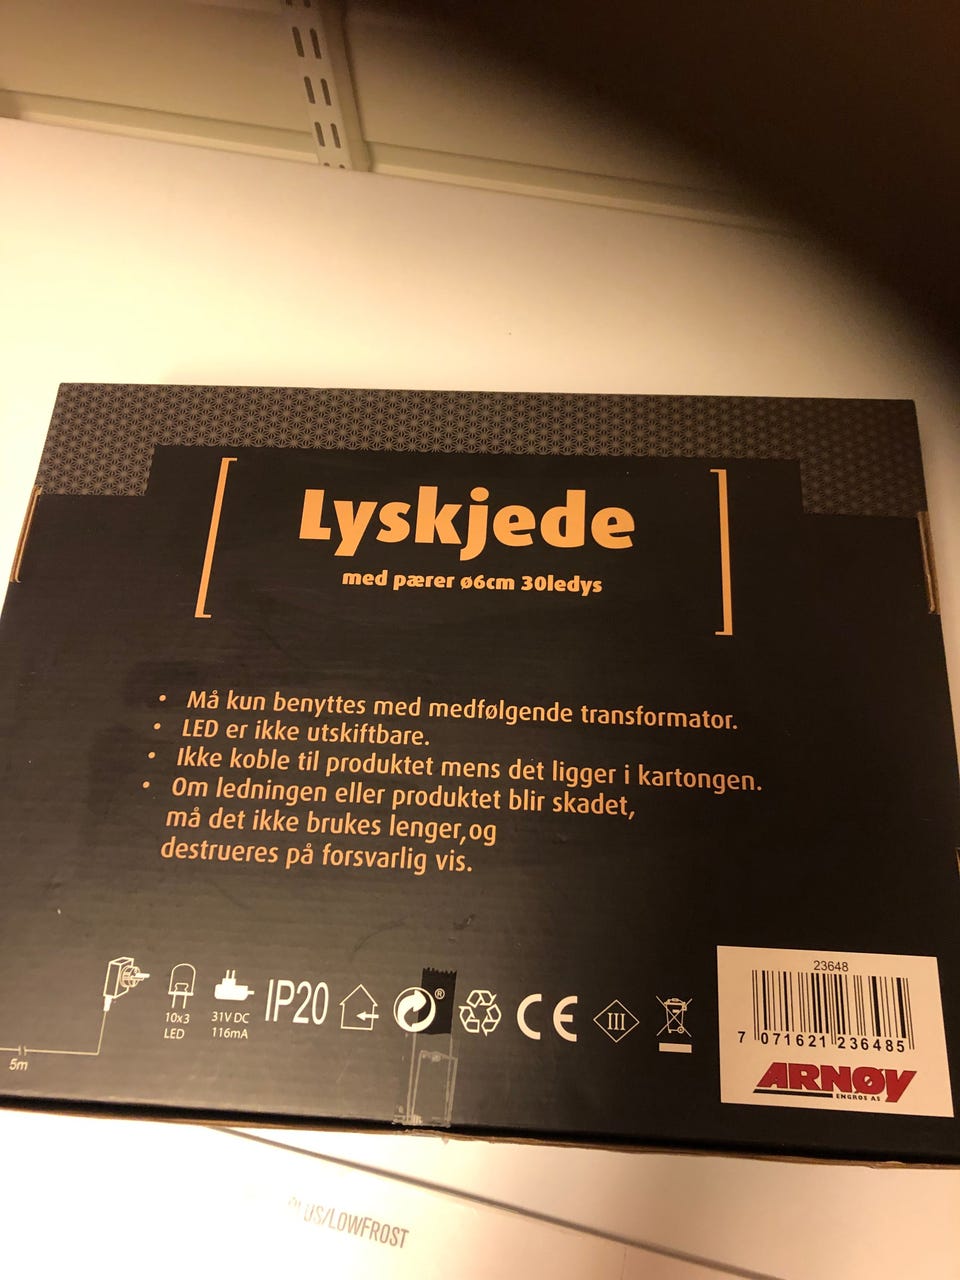 Lyskjede
med pærer ø6cm 30ledys
• Må kun benyttes med medfølgende transformator.
• LED er ikke utskiftbare.
• Ikke koble til produktet mens det ligger i kartongen.
• Om ledningen eller produktet blir skadet,
må det ikke brukes lenger,og
destrueres på forsvarlig vis.
5m
10x3
LED
31V DC
116mA
IP20
®
CE
III
23648
7 071621 236485
ARNØY
ENGROS AS
PLUS/LOWFROST